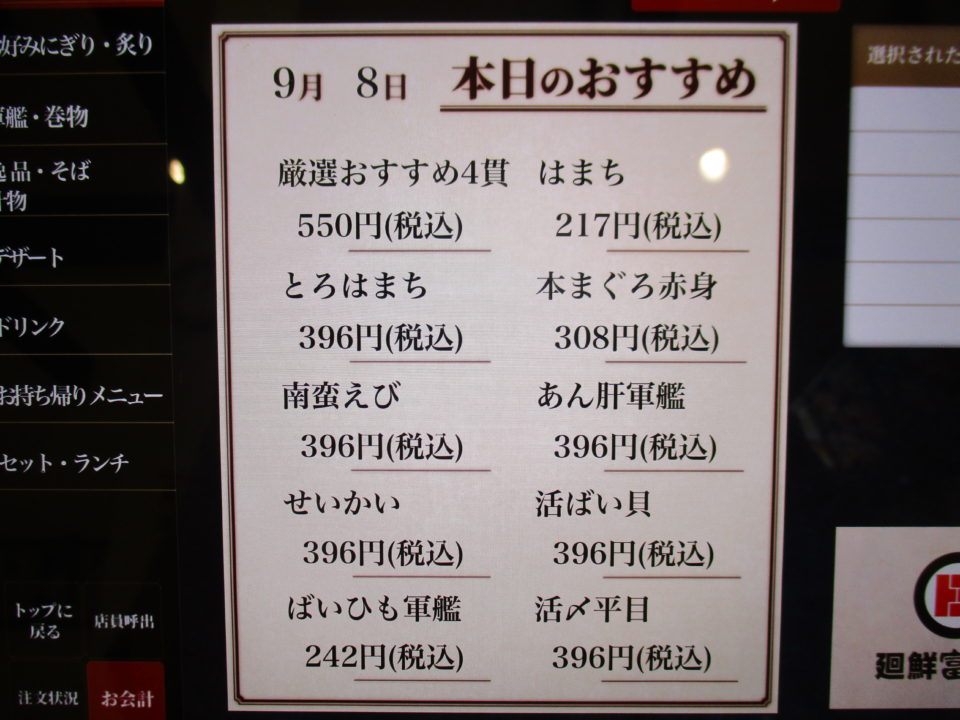 好みにぎり・炙り
軍艦・巻物
逸品・そば
デザート
ドリンク
お持ち帰りメニュー
セット・ランチ
トップに
戻る
店員呼出
注文状況
お会計
9月 8日 本日のおすすめ
厳選おすすめ4貫 はまち
550円(税込) 217円(税込)
とろはまち 本まぐろ赤身
396円(税込) 308円(税込)
南蛮えび あん肝軍艦
396円(税込) 396円(税込)
せいかい 活ばい貝
396円(税込) 396円(税込)
ばいひも軍艦 活〆平目
242円(税込) 396円(税込)
選択された
廻鮮富